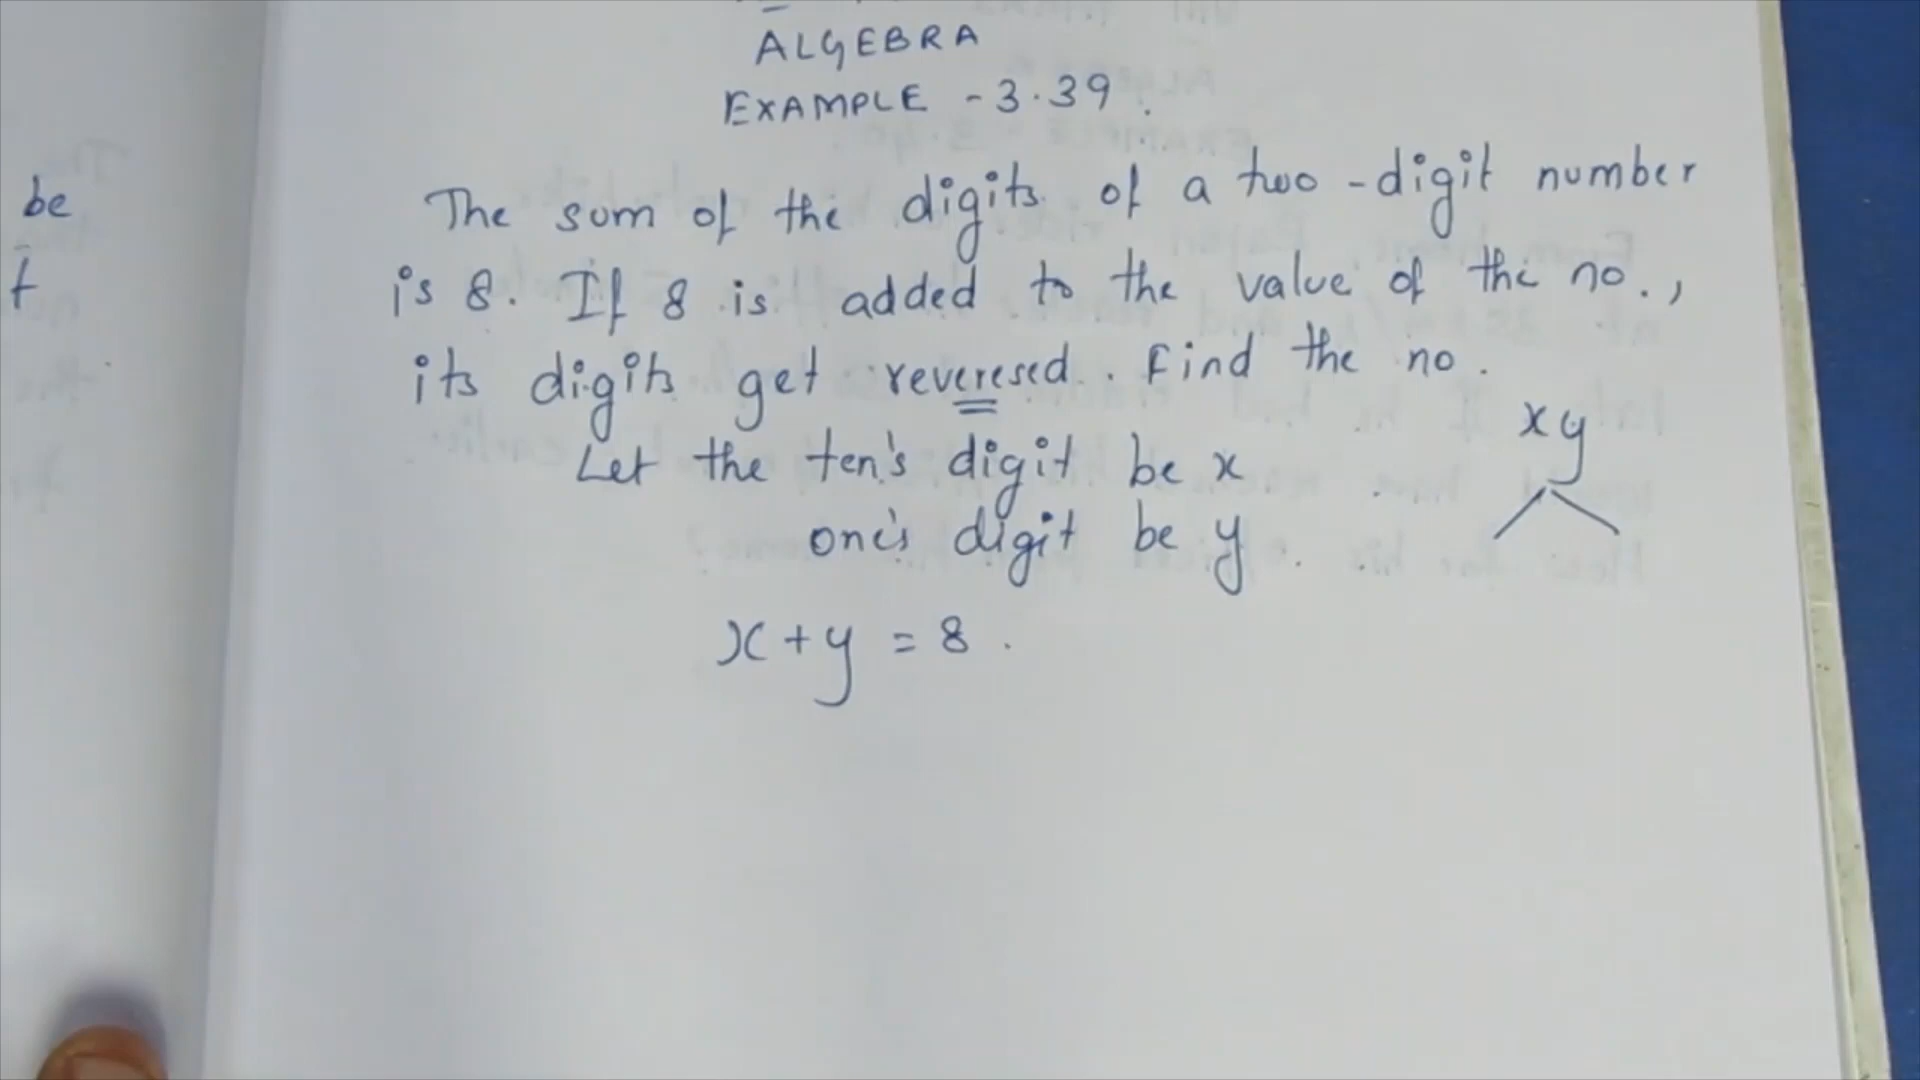 be
ALGEBRA
EXAMPLE - 3.39.
The sum of the digits of a two-digit number
is 8. If 8 is added to the value of the no.,
its digits get reveresed. Find the no.
Let the ten's digit be x
one's digit be y.
xy
x + y = 8.